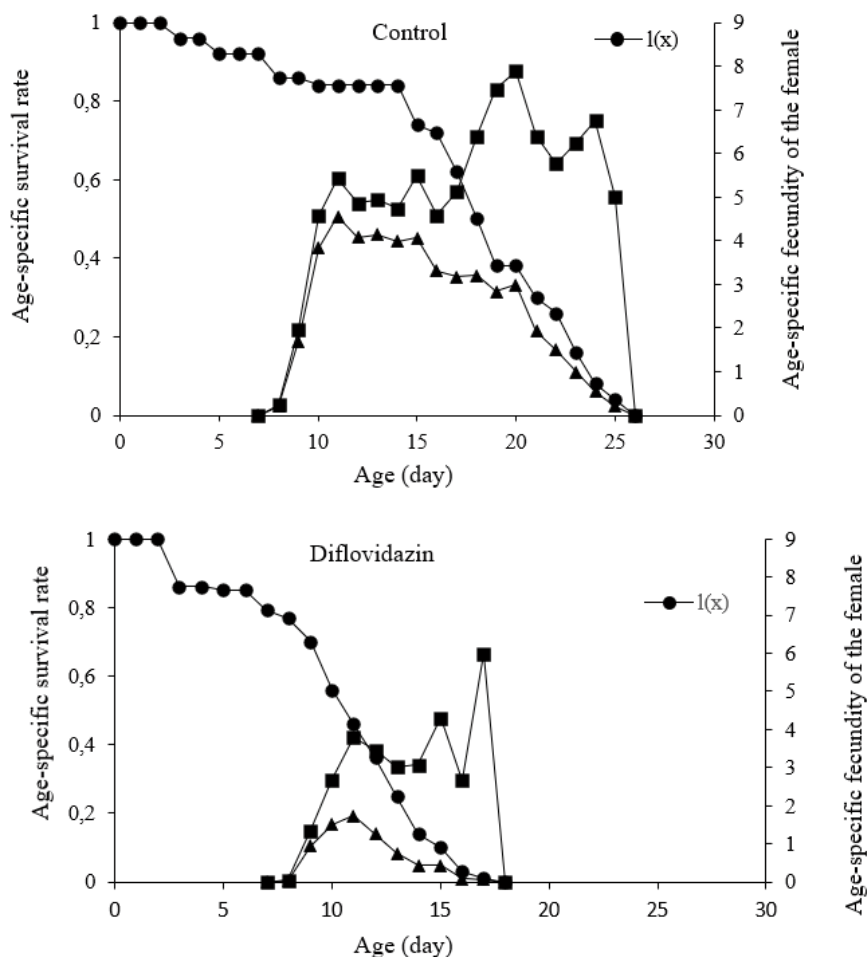 Control
l(x)
Age-specific survival rate
1
0,8
0,6
0,4
0,2
0
9
8
7
6
5
4
3
2
1
0
Age-specific fecundity of the female
0 5 10 15 20 25 30
Age (day)
Diflovidazin
l(x)
Age-specific survival rate
1
0,8
0,6
0,4
0,2
0
9
8
7
6
5
4
3
2
1
0
Age-specific fecundity of the female
0 5 10 15 20 25 30
Age (day)